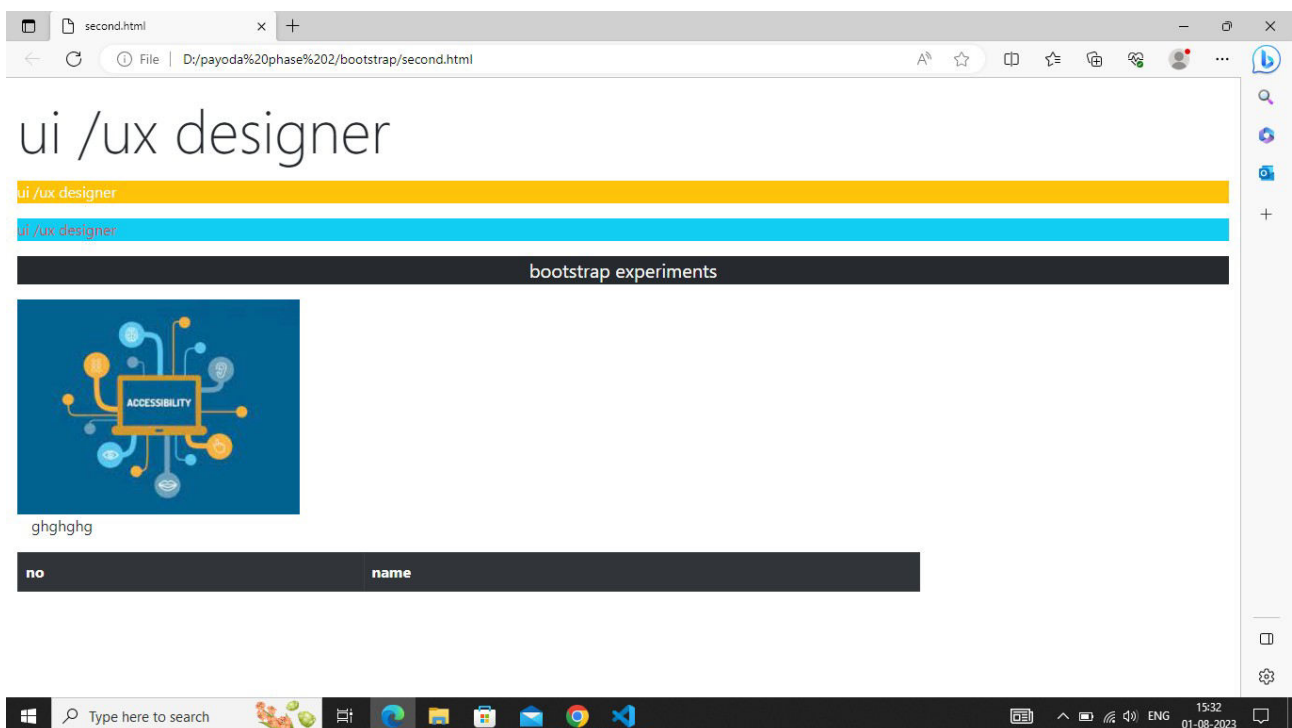 second.html
File | D:/payoda%20phase%202/bootstrap/second.html
ui /ux designer
ui /ux designer
ui /ux designer
bootstrap experiments
ACCESSIBILITY
ghghghg
no name
Type here to search
ENG
15:32
01-08-2023